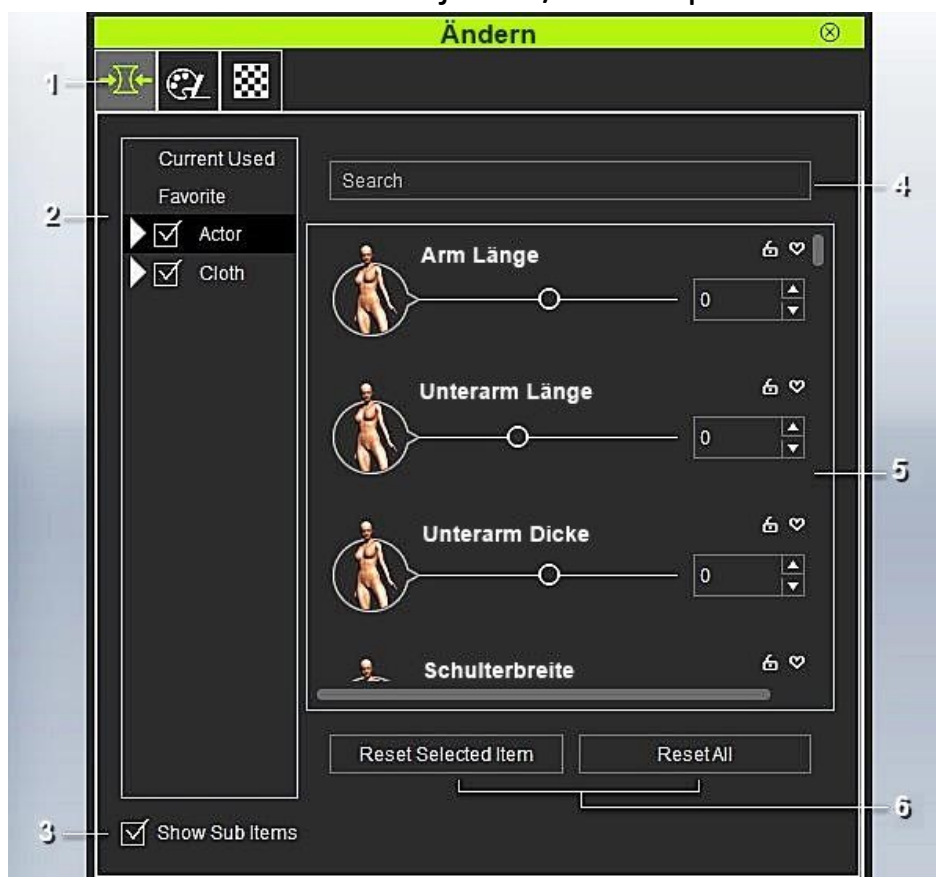 Ändern
1
Current Used
Favorite
2
Actor
Cloth
Search
4
Arm Länge
0
Unterarm Länge
0
5
Unterarm Dicke
0
Schulterbreite
Reset Selected Item
Reset All
6
3
Show Sub Items